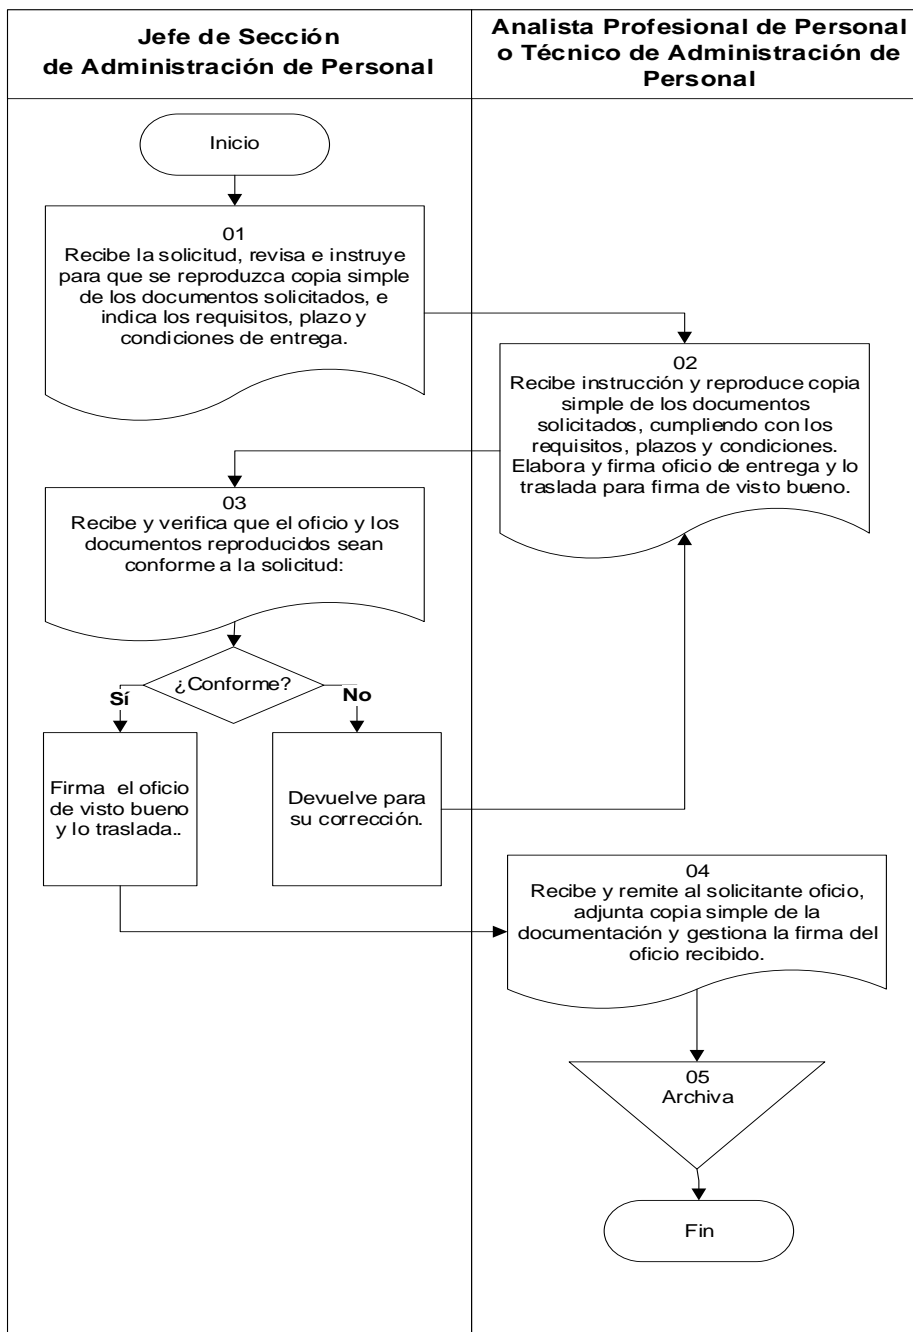 Jefe de Sección
de Administración de Personal
Analista Profesional de Personal
o Técnico de Administración de
Personal
Inicio
01
Recibe la solicitud, revisa e instruye
para que se reproduzca copia simple
de los documentos solicitados, e
indica los requisitos, plazo y
condiciones de entrega.
02
Recibe instrucción y reproduce copia
simple de los documentos
solicitados, cumpliendo con los
requisitos, plazos y condiciones.
Elabora y firma oficio de entrega y lo
traslada para firma de visto bueno.
03
Recibe y verifica que el oficio y los
documentos reproducidos sean
conforme a la solicitud:
¿Conforme?
Sí
No
Firma el oficio
de visto bueno
y lo traslada..
Devuelve para
su corrección.
04
Recibe y remite al solicitante oficio,
adjunta copia simple de la
documentación y gestiona la firma del
oficio recibido.
05
Archiva
Fin